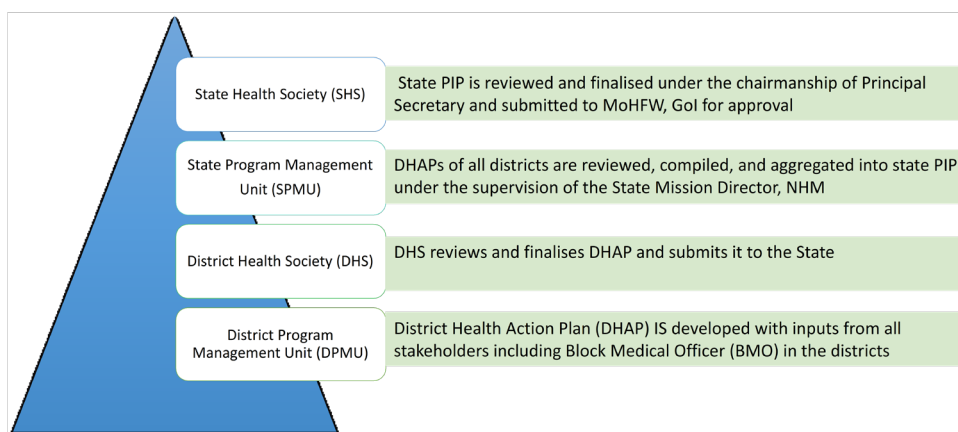 State Health Society (SHS)
State PIP is reviewed and finalised under the chairmanship of Principal
Secretary and submitted to MoHFW, GoI for approval
State Program Management
Unit (SPMU)
DHAPs of all districts are reviewed, compiled, and aggregated into state PIP
under the supervision of the State Mission Director, NHM
District Health Society (DHS)
DHS reviews and finalises DHAP and submits it to the State
District Program
Management Unit (DPMU)
District Health Action Plan (DHAP) IS developed with inputs from all
stakeholders including Block Medical Officer (BMO) in the districts